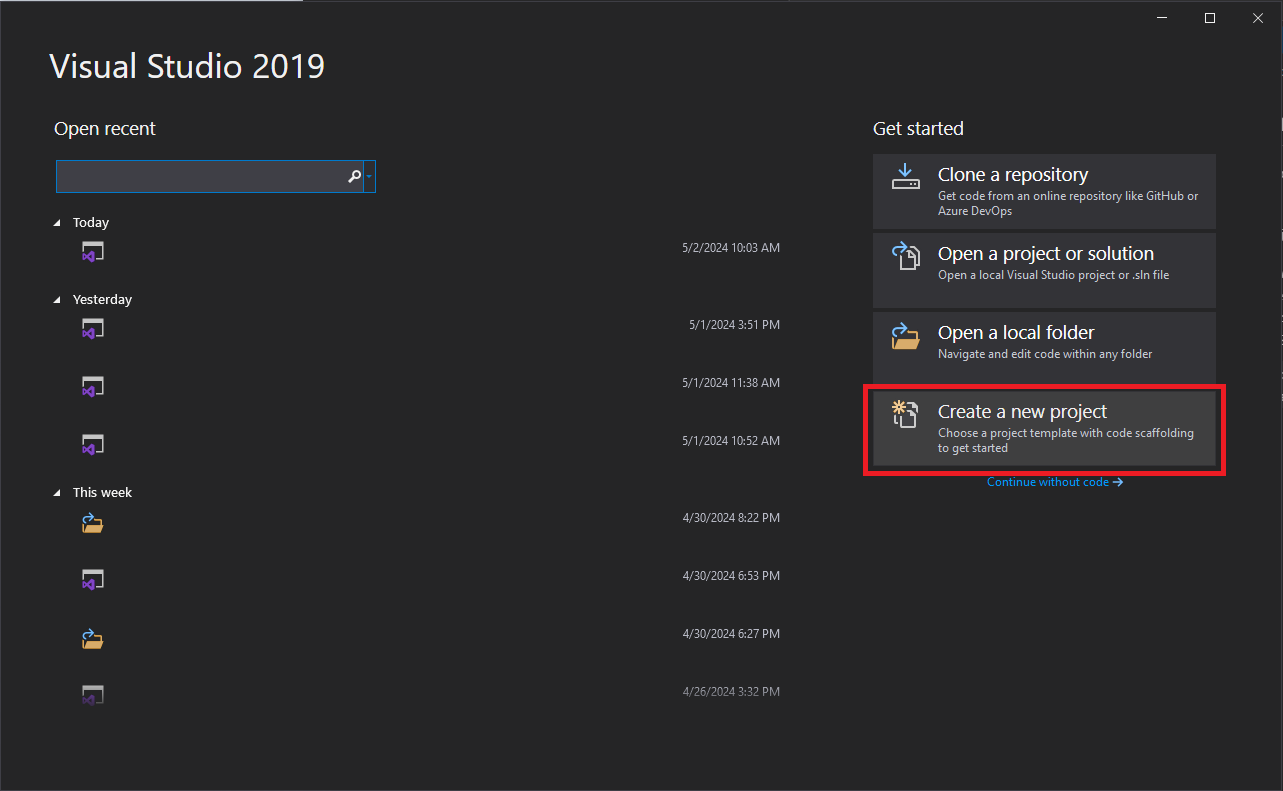 Visual Studio 2019
Open recent
Today
5/2/2024 10:03 AM
Yesterday
5/1/2024 3:51 PM
5/1/2024 11:38 AM
5/1/2024 10:52 AM
This week
4/30/2024 8:22 PM
4/30/2024 6:53 PM
4/30/2024 6:27 PM
4/26/2024 3:32 PM
Get started
Clone a repository
Get code from an online repository like GitHub or
Azure DevOps
Open a project or solution
Open a local Visual Studio project or .sln file
Open a local folder
Navigate and edit code within any folder
Create a new project
Choose a project template with code scaffolding
to get started
Continue without code